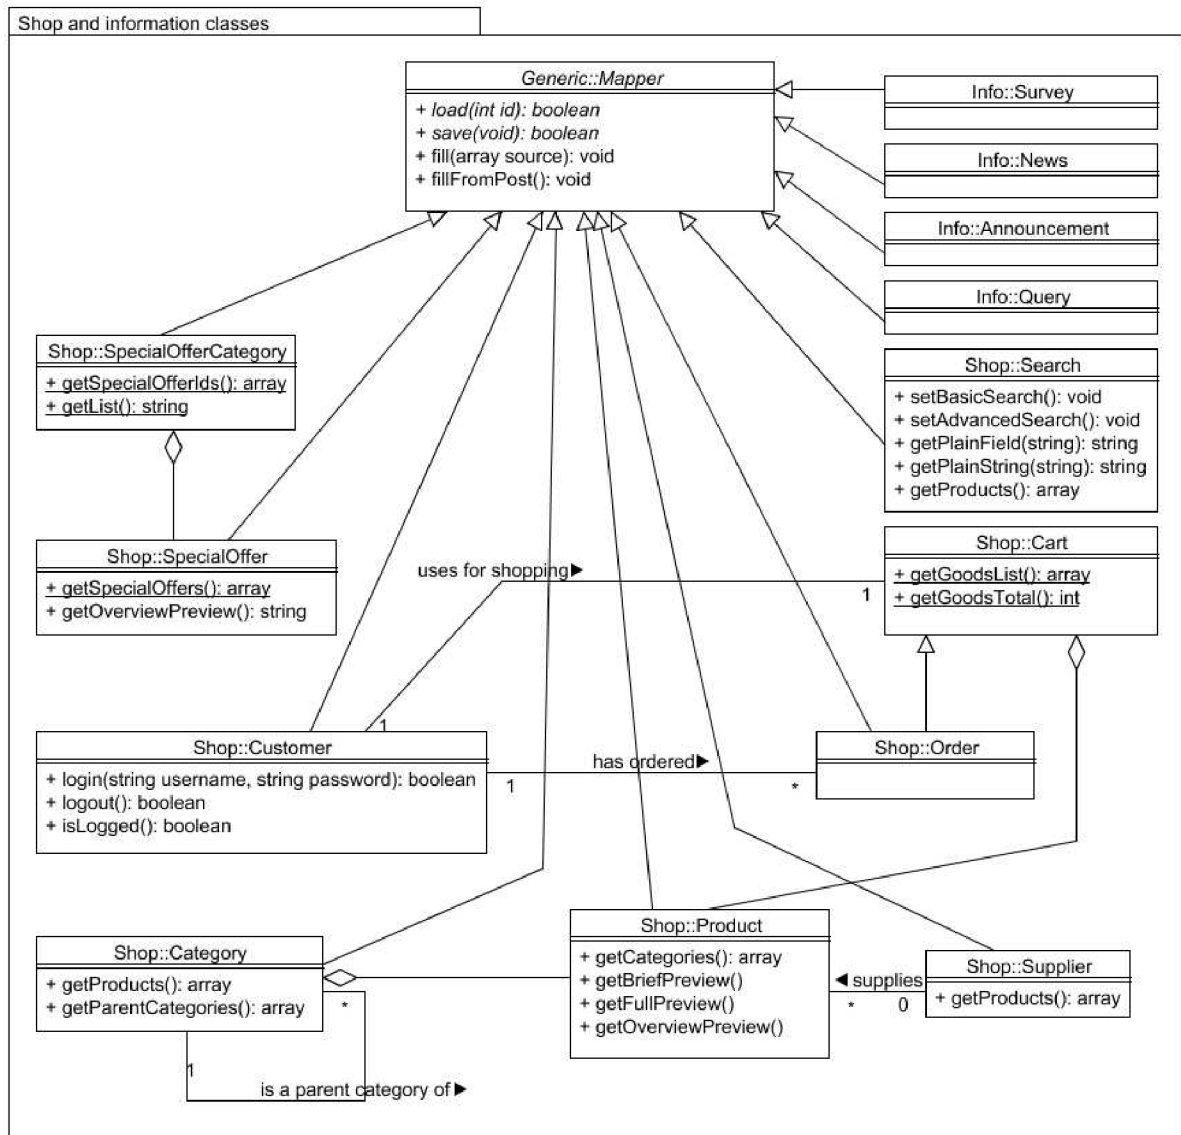 Shop and information classes
Generic::Mapper
+ load(int id): boolean
+ save(void): boolean
+ fill(array source): void
+ fillFromPost(): void
Info::Survey
Info::News
Info::Announcement
Info::Query
Shop::SpecialOfferCategory
+ getSpecialOfferIds(): array
+ getList(): string
Shop::Search
+ setBasicSearch(): void
+ setAdvancedSearch(): void
+ getPlainField(string): string
+ getPlainString(string): string
+ getProducts(): array
Shop::SpecialOffer
+ getSpecialOffers(): array
+ getOverviewPreview(): string
uses for shopping▶
1
1
Shop::Cart
+ getGoodsList(): array
+ getGoodsTotal(): int
Shop::Customer
+ login(string username, string password): boolean
+ logout(): boolean
+ isLogged(): boolean
has ordered▶
1
*
Shop::Order
Shop::Category
+ getProducts(): array
+ getParentCategories(): array
*
1
is a parent category of▶
Shop::Product
+ getCategories(): array
+ getBriefPreview()
+ getFullPreview()
+ getOverviewPreview()
◀ supplies
*
0
Shop::Supplier
+ getProducts(): array